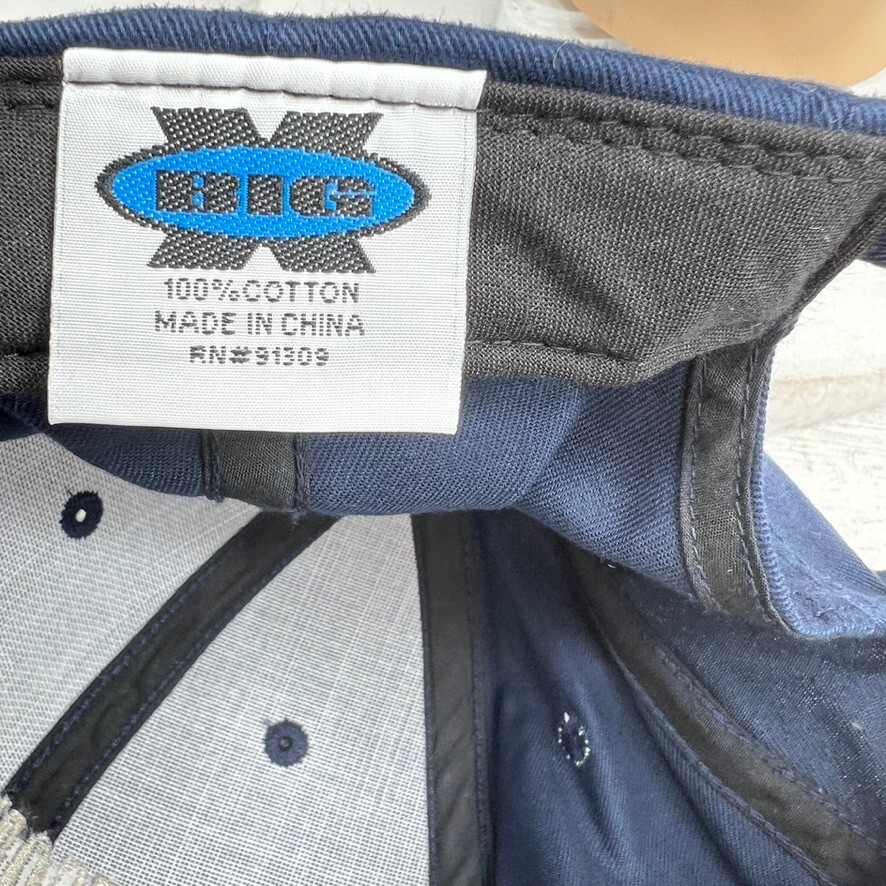 BIG X
100% COTTON
MADE IN CHINA
RN#91309